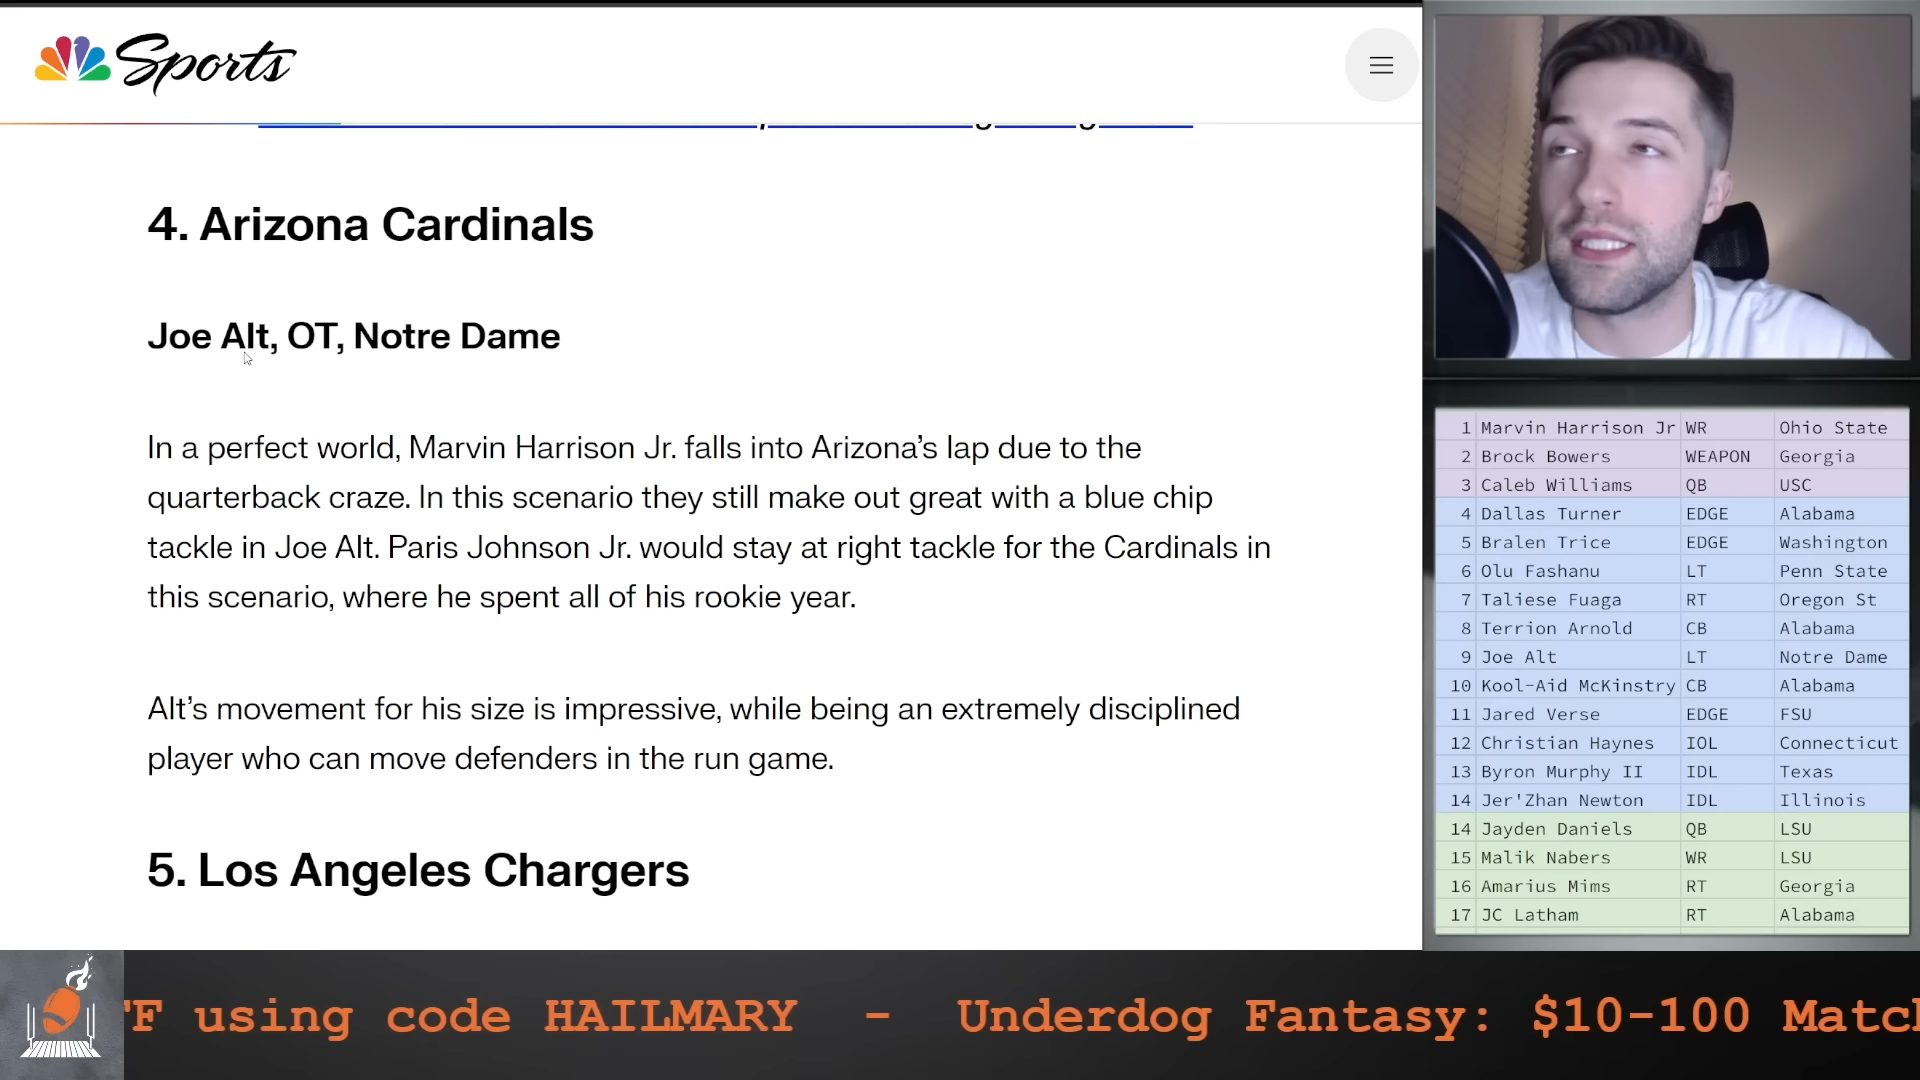 Sports
4. Arizona Cardinals
Joe Alt, OT, Notre Dame
In a perfect world, Marvin Harrison Jr. falls into Arizona’s lap due to the
quarterback craze. In this scenario they still make out great with a blue chip
tackle in Joe Alt. Paris Johnson Jr. would stay at right tackle for the Cardinals in
this scenario, where he spent all of his rookie year.
Alt’s movement for his size is impressive, while being an extremely disciplined
player who can move defenders in the run game.
5. Los Angeles Chargers
1 Marvin Harrison Jr WR Ohio State
2 Brock Bowers WEAPON Georgia
3 Caleb Williams QB USC
4 Dallas Turner EDGE Alabama
5 Bralen Trice EDGE Washington
6 Olu Fashanu LT Penn State
7 Taliese Fuaga RT Oregon St
8 Terrion Arnold CB Alabama
9 Joe Alt LT Notre Dame
10 Kool-Aid McKinstry CB Alabama
11 Jared Verse EDGE FSU
12 Christian Haynes IOL Connecticut
13 Byron Murphy II IDL Texas
14 Jer'Zhan Newton IDL Illinois
14 Jayden Daniels QB LSU
15 Malik Nabers WR LSU
16 Amarius Mims RT Georgia
17 JC Latham RT Alabama
F using code HAILMARY - Underdog Fantasy: $10-100 Matc